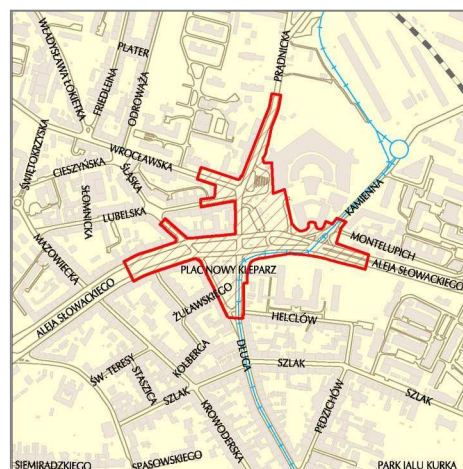 WŁADYSŁAWA ŁOKIETKA
PLATER
FRIEDLEINA
ODROWĄŻA
PRĄDNICKA
WROCŁAWSKA
CIESZYŃSKA
ŚLĄSKA
ŚWIĘTOKRZYSKA
SŁOMNICKA
LUBELSKA
KAMIENNA
MONTELUPICH
MAZOWIECKA
ALEJA SŁOWACKIEGO
PLAC NOWY KLEPARZ
ALEJA SŁOWACKIEGO
ŻUŁAWSKIEGO
HELCLÓW
KOLBERGA
DŁUGA
ŚW. TERESY
STASZICA
SZLAK
SZLAK
SZLAK
KROWODERSKA
PĘDZICHÓW
SIEMIRADZKIEGO
SPASOWSKIEGO
PARK JALU KURKA